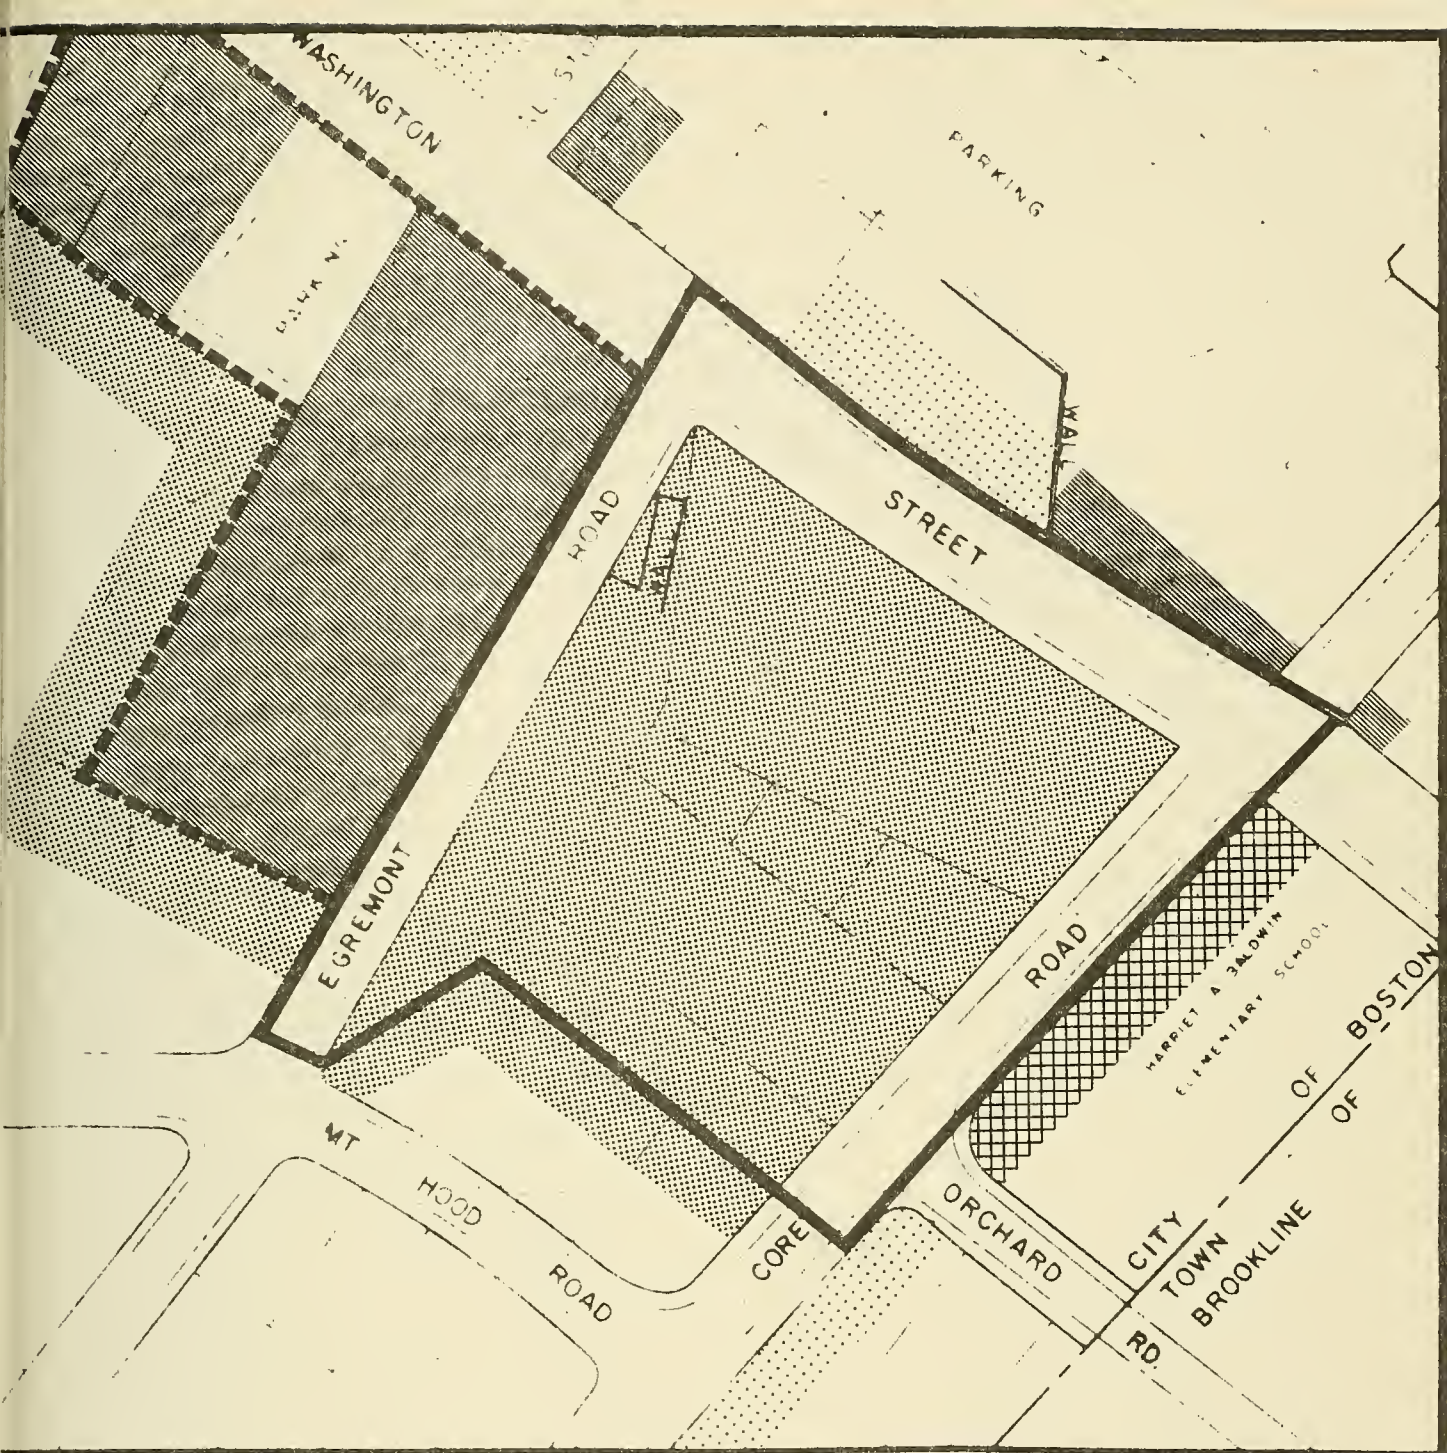 WASHINGTON
PARKING
WALL
STREET
ROAD
WALL
EGREMONT
ROAD
HARRIET A BALDWIN
ELEMENTARY SCHOOL
CITY OF BOSTON
TOWN OF
BROOKLINE
MT
HOOD
ROAD
COREY
ORCHARD
RD.